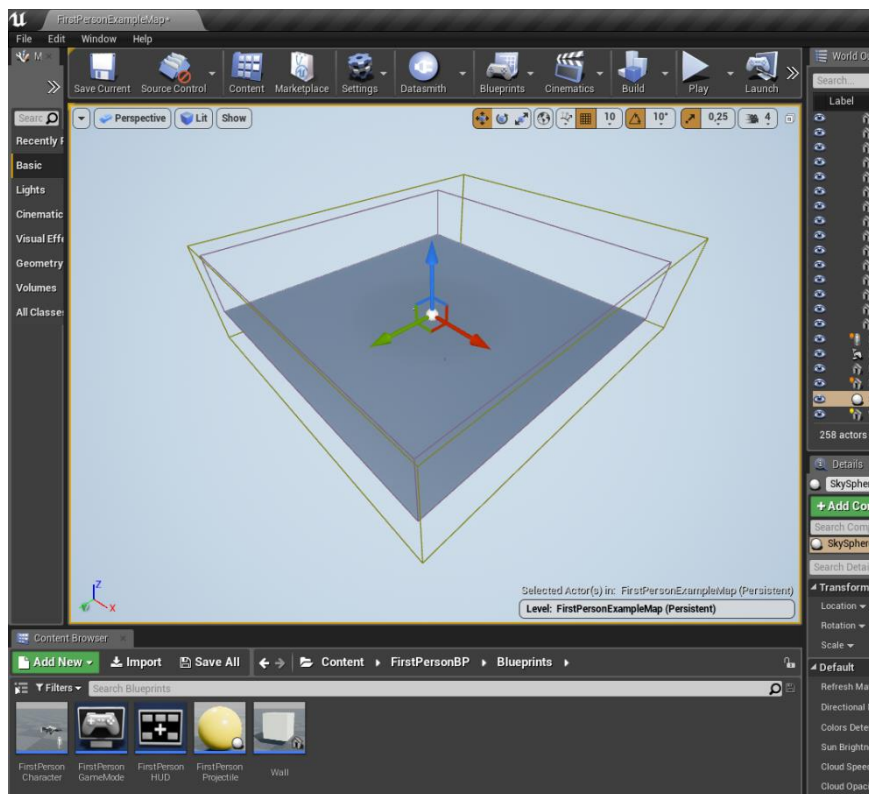 FirstPersonExampleMap*
File Edit Window Help
M
World O
Save Current Source Control Content Marketplace Settings Datasmith Blueprints Cinematics Build Play Launch
Search...
Label
Searc
Perspective Lit Show
10 10° 0,25 4
Recently P
Basic
Lights
Cinematic
Visual Effe
Geometry
Volumes
All Classe
258 actors
Details
SkySpher
+Add Co
Search Comp
SkySpher
Search Detai
Selected Actor(s) in: FirstPersonExampleMap (Persistent)
Level: FirstPersonExampleMap (Persistent)
Transform
Location
Rotation
Scale
Content Browser
Add New Import Save All Content FirstPersonBP Blueprints
Default
Filters Search Blueprints
Refresh Ma
Directional
Colors Dete
Sun Brightn
Cloud Speed
Cloud Opac
FirstPerson Character
FirstPerson GameMode
FirstPerson HUD
FirstPerson Projectile
Wall
Z
X